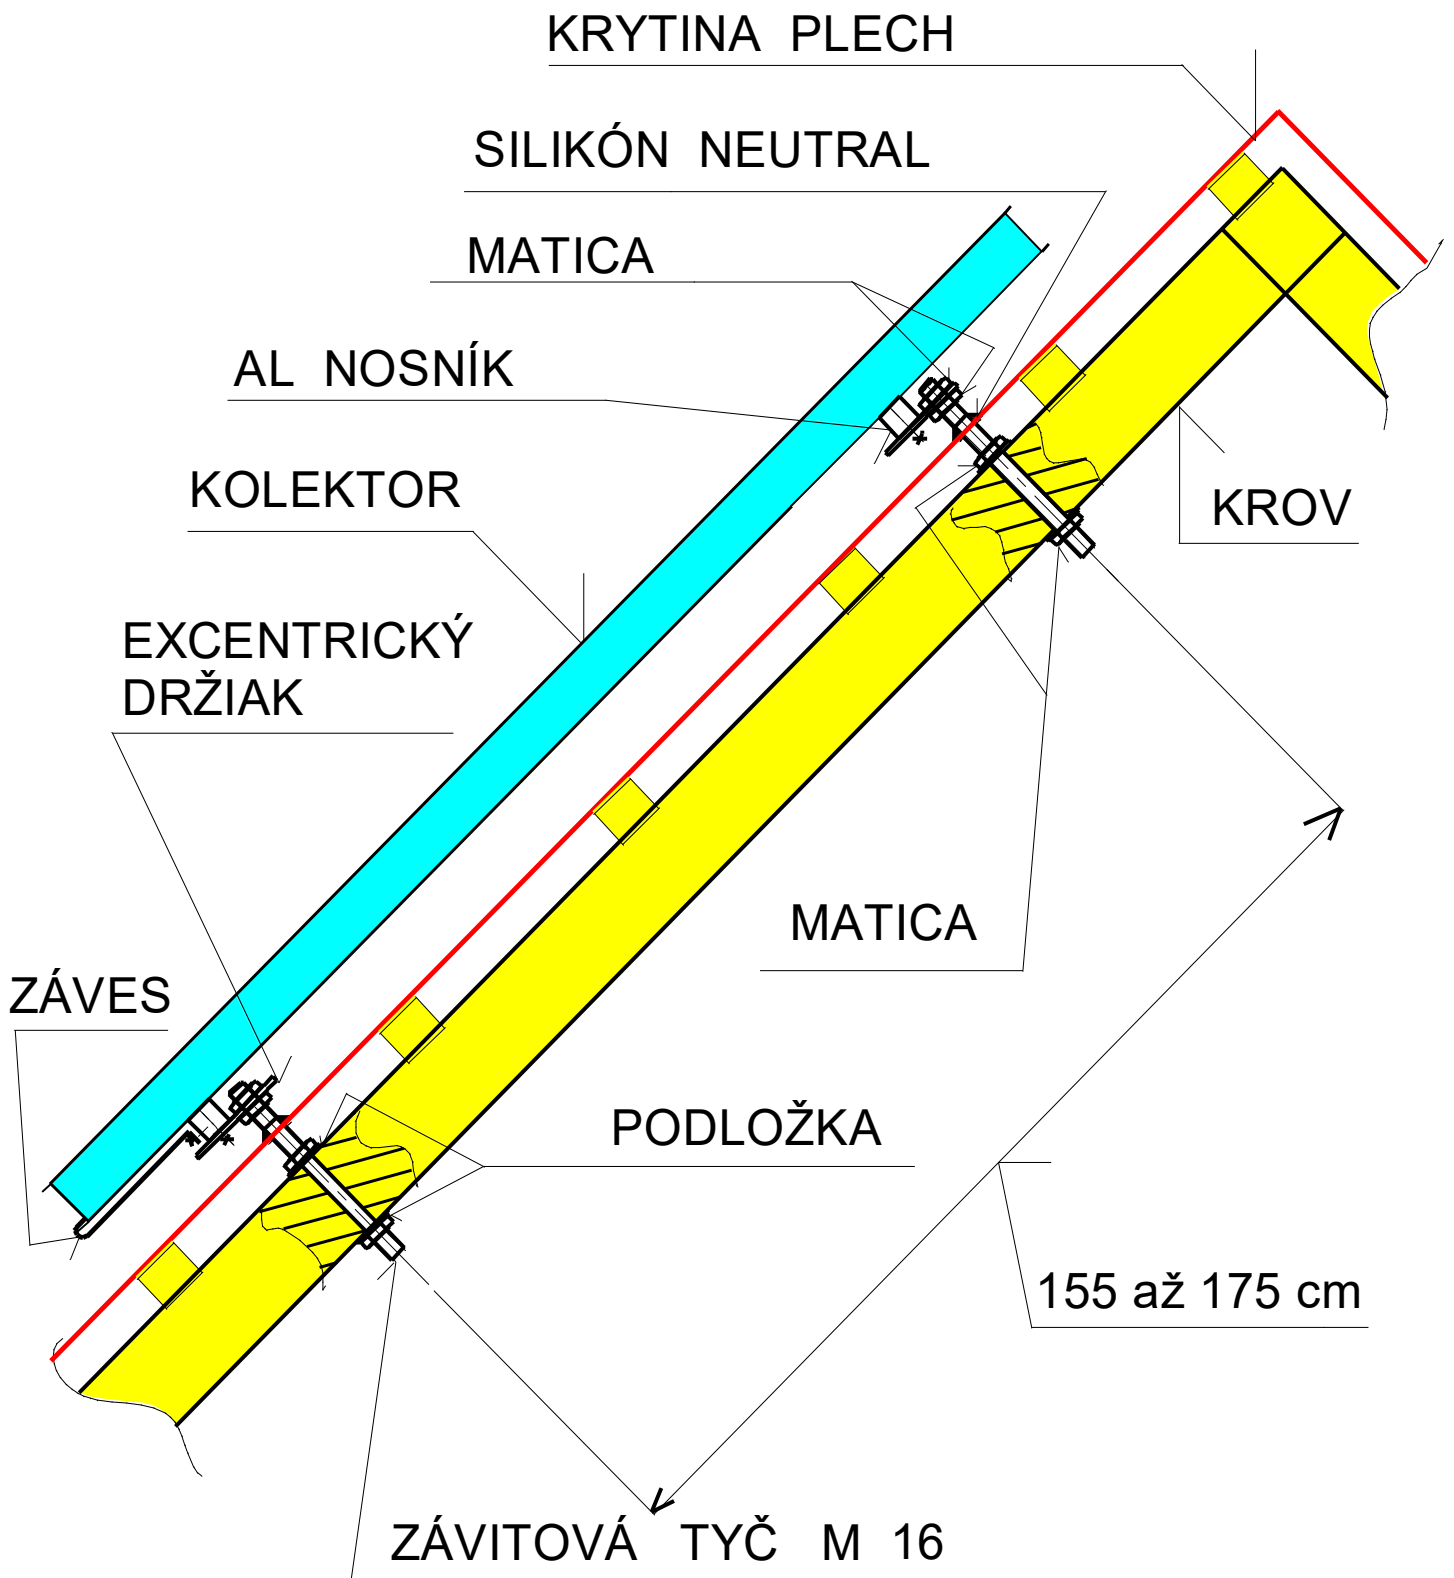 KRYTINA PLECH
SILIKÓN NEUTRAL
MATICA
AL NOSNÍK
KOLEKTOR
KROV
EXCENTRICKÝ
DRŽIAK
MATICA
ZÁVES
PODLOŽKA
155 až 175 cm
ZÁVITOVÁ TYČ M 16